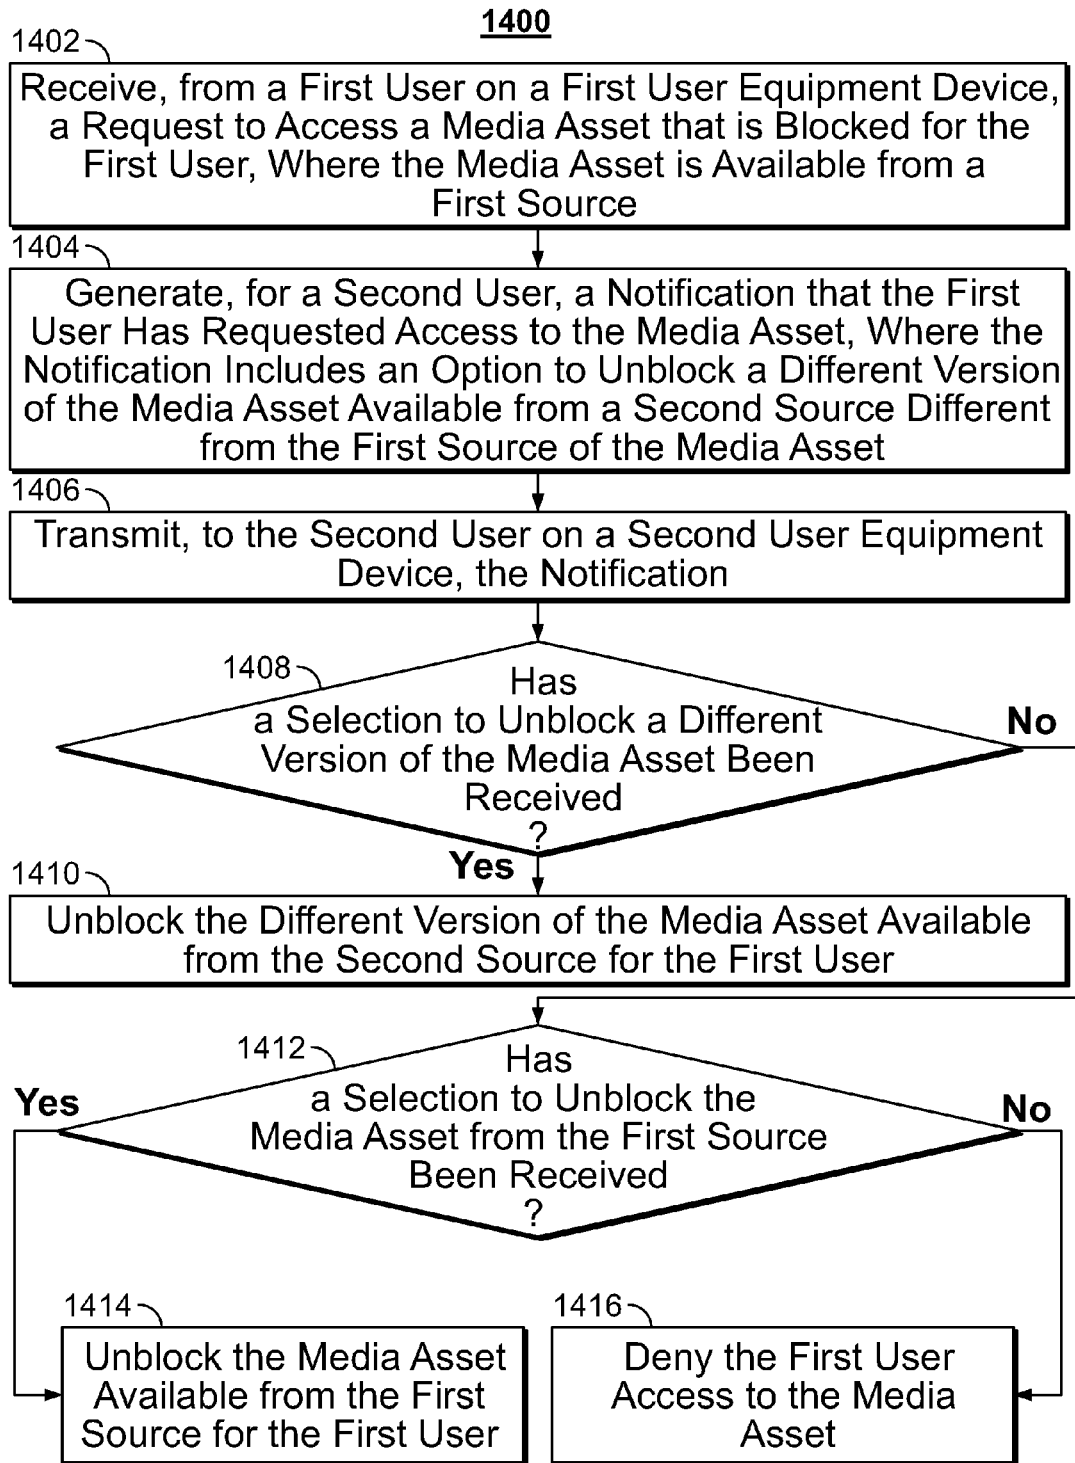 1400
1402
Receive, from a First User on a First User Equipment Device,
a Request to Access a Media Asset that is Blocked for the
First User, Where the Media Asset is Available from a
First Source
1404
Generate, for a Second User, a Notification that the First
User Has Requested Access to the Media Asset, Where the
Notification Includes an Option to Unblock a Different Version
of the Media Asset Available from a Second Source Different
from the First Source of the Media Asset
1406
Transmit, to the Second User on a Second User Equipment
Device, the Notification
1408
Has
a Selection to Unblock a Different
Version of the Media Asset Been
Received
?
No
Yes
1410
Unblock the Different Version of the Media Asset Available
from the Second Source for the First User
1412
Has
a Selection to Unblock the
Media Asset from the First Source
Been Received
?
Yes
No
1414
Unblock the Media Asset
Available from the First
Source for the First User
1416
Deny the First User
Access to the Media
Asset